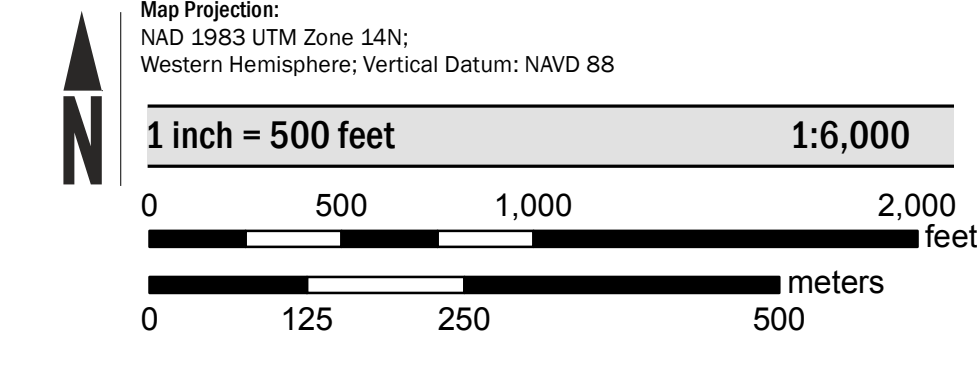 Map Projection:
NAD 1983 UTM Zone 14N;
Western Hemisphere; Vertical Datum: NAVD 88
N
1 inch = 500 feet 1:6,000
0 500 1,000 2,000
feet
meters
0 125 250 500